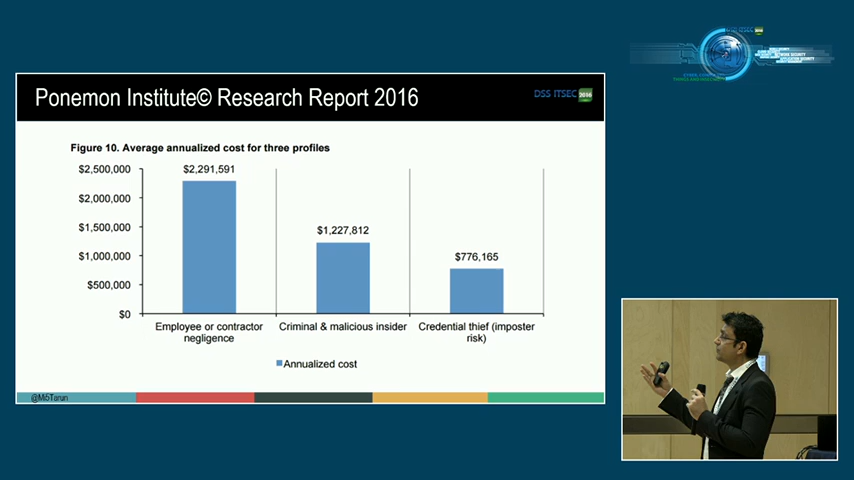 Ponemon Institute© Research Report 2016
DSS ITSEC 2016
Figure 10. Average annualized cost for three profiles
$2,500,000
$2,000,000
$1,500,000
$1,000,000
$500,000
$0
$2,291,591
$1,227,812
$776,165
Employee or contractor
negligence
Criminal & malicious insider
Credential thief (imposter
risk)
Annualized cost
@Mi5Tarun